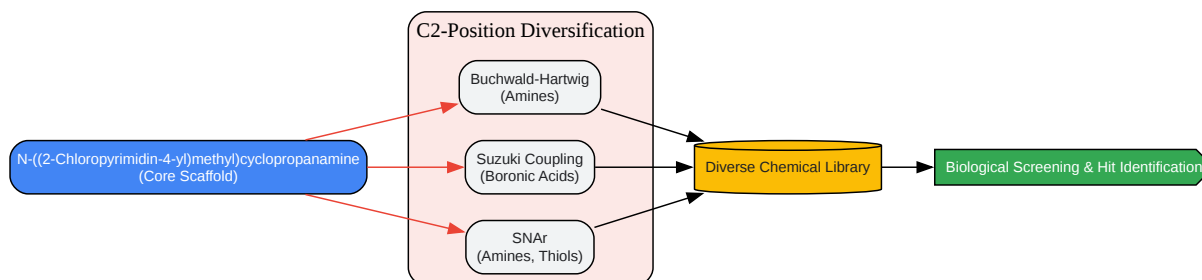 C2-Position Diversification
Buchwald-Hartwig
(Amines)
N-((2-Chloropyrimidin-4-yl)methyl)cyclopropanamine
(Core Scaffold)
Suzuki Coupling
(Boronic Acids)
Diverse Chemical Library
Biological Screening & Hit Identification
SNAr
(Amines, Thiols)